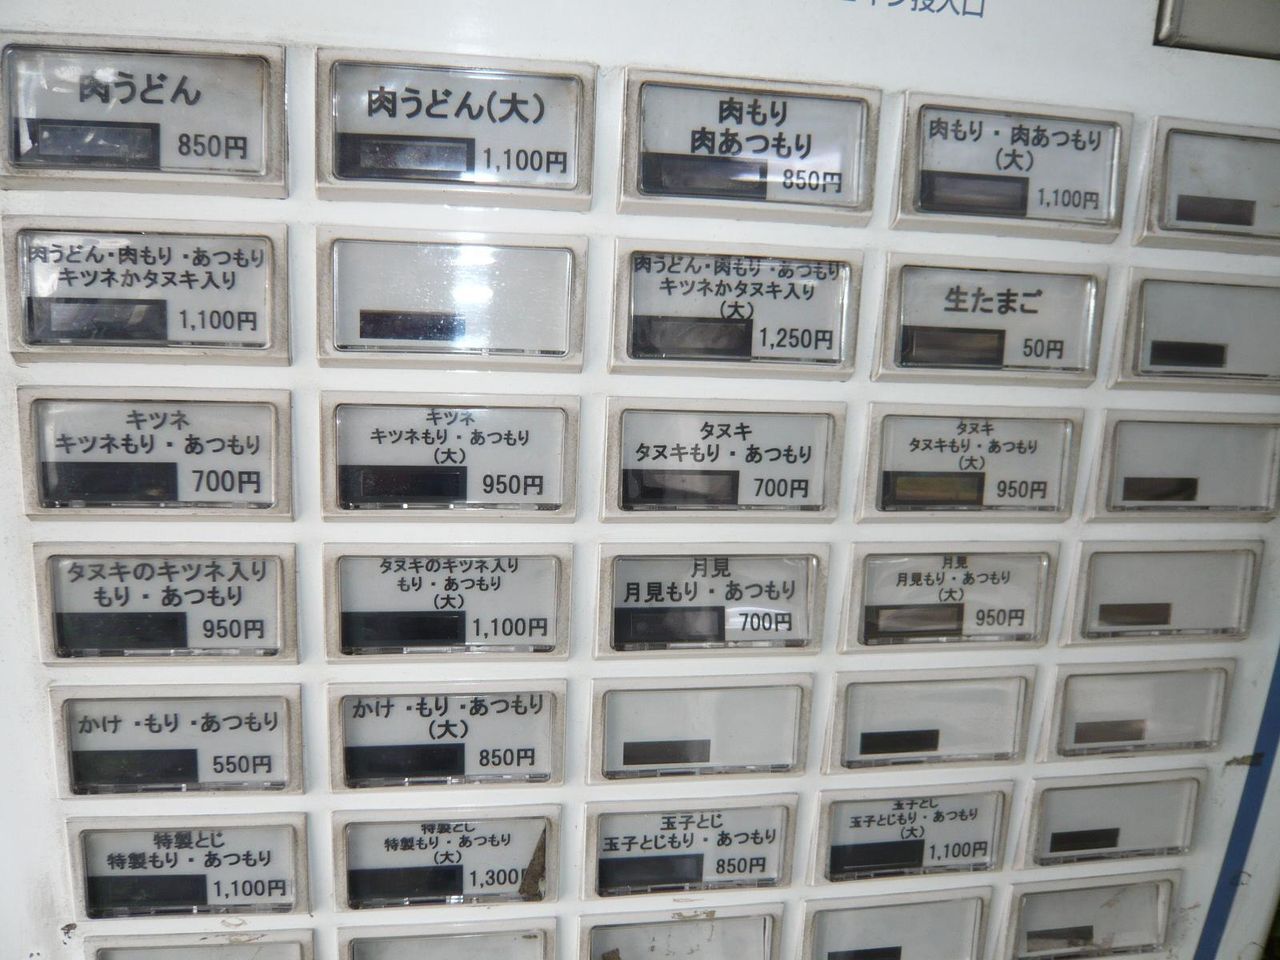 肉うどん
850円
肉うどん(大)
1,100円
肉もり
肉あつもり
850円
肉もり・肉あつもり
(大)
1,100円
肉うどん・肉もり・あつもり
キツネかタヌキ入り
1,100円
肉うどん・肉もり・あつもり
キツネかタヌキ入り
(大)
1,250円
生たまご
50円
キツネ
キツネもり・あつもり
700円
キツネ
キツネもり・あつもり
(大)
950円
タヌキ
タヌキもり・あつもり
700円
タヌキ
タヌキもり・あつもり
(大)
950円
タヌキのキツネ入り
もり・あつもり
950円
タヌキのキツネ入り
もり・あつもり
(大)
1,100円
月見
月見もり・あつもり
700円
月見
月見もり・あつもり
(大)
950円
かけ・もり・あつもり
550円
かけ・もり・あつもり
(大)
850円
特製とじ
特製もり・あつもり
1,100円
特製とじ
特製もり・あつもり
(大)
1,300円
玉子とじ
玉子とじもり・あつもり
850円
玉子とじ
玉子とじもり・あつもり
(大)
1,100円